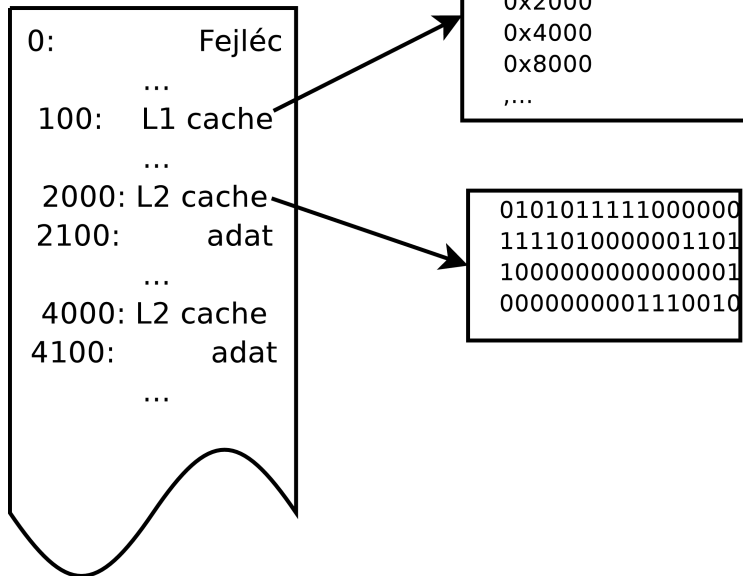 0: Fejléc
...
100: L1 cache
...
2000: L2 cache
2100: adat
...
4000: L2 cache
4100: adat
...
0x2000
0x4000
0x8000
,...
0101011111000000
1111010000001101
1000000000000001
0000000001110010